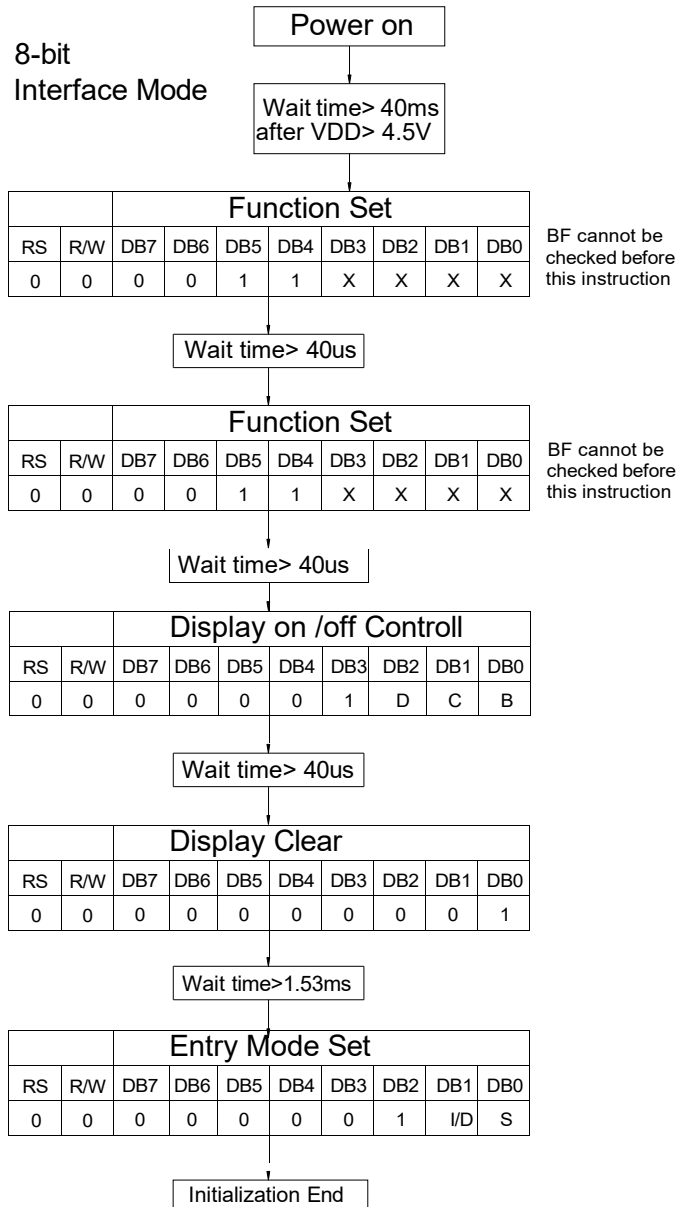 Power on
8-bit
Interface Mode
Wait time> 40ms
after VDD> 4.5V
Function Set
RS R/W DB7 DB6 DB5 DB4 DB3 DB2 DB1 DB0
0 0 0 0 1 1 X X X X
BF cannot be
checked before
this instruction
Wait time> 40us
Function Set
RS R/W DB7 DB6 DB5 DB4 DB3 DB2 DB1 DB0
0 0 0 0 1 1 X X X X
BF cannot be
checked before
this instruction
Wait time> 40us
Display on /off Controll
RS R/W DB7 DB6 DB5 DB4 DB3 DB2 DB1 DB0
0 0 0 0 0 0 1 D C B
Wait time> 40us
Display Clear
RS R/W DB7 DB6 DB5 DB4 DB3 DB2 DB1 DB0
0 0 0 0 0 0 0 0 0 1
Wait time>1.53ms
Entry Mode Set
RS R/W DB7 DB6 DB5 DB4 DB3 DB2 DB1 DB0
0 0 0 0 0 0 0 1 I/D S
Initialization End